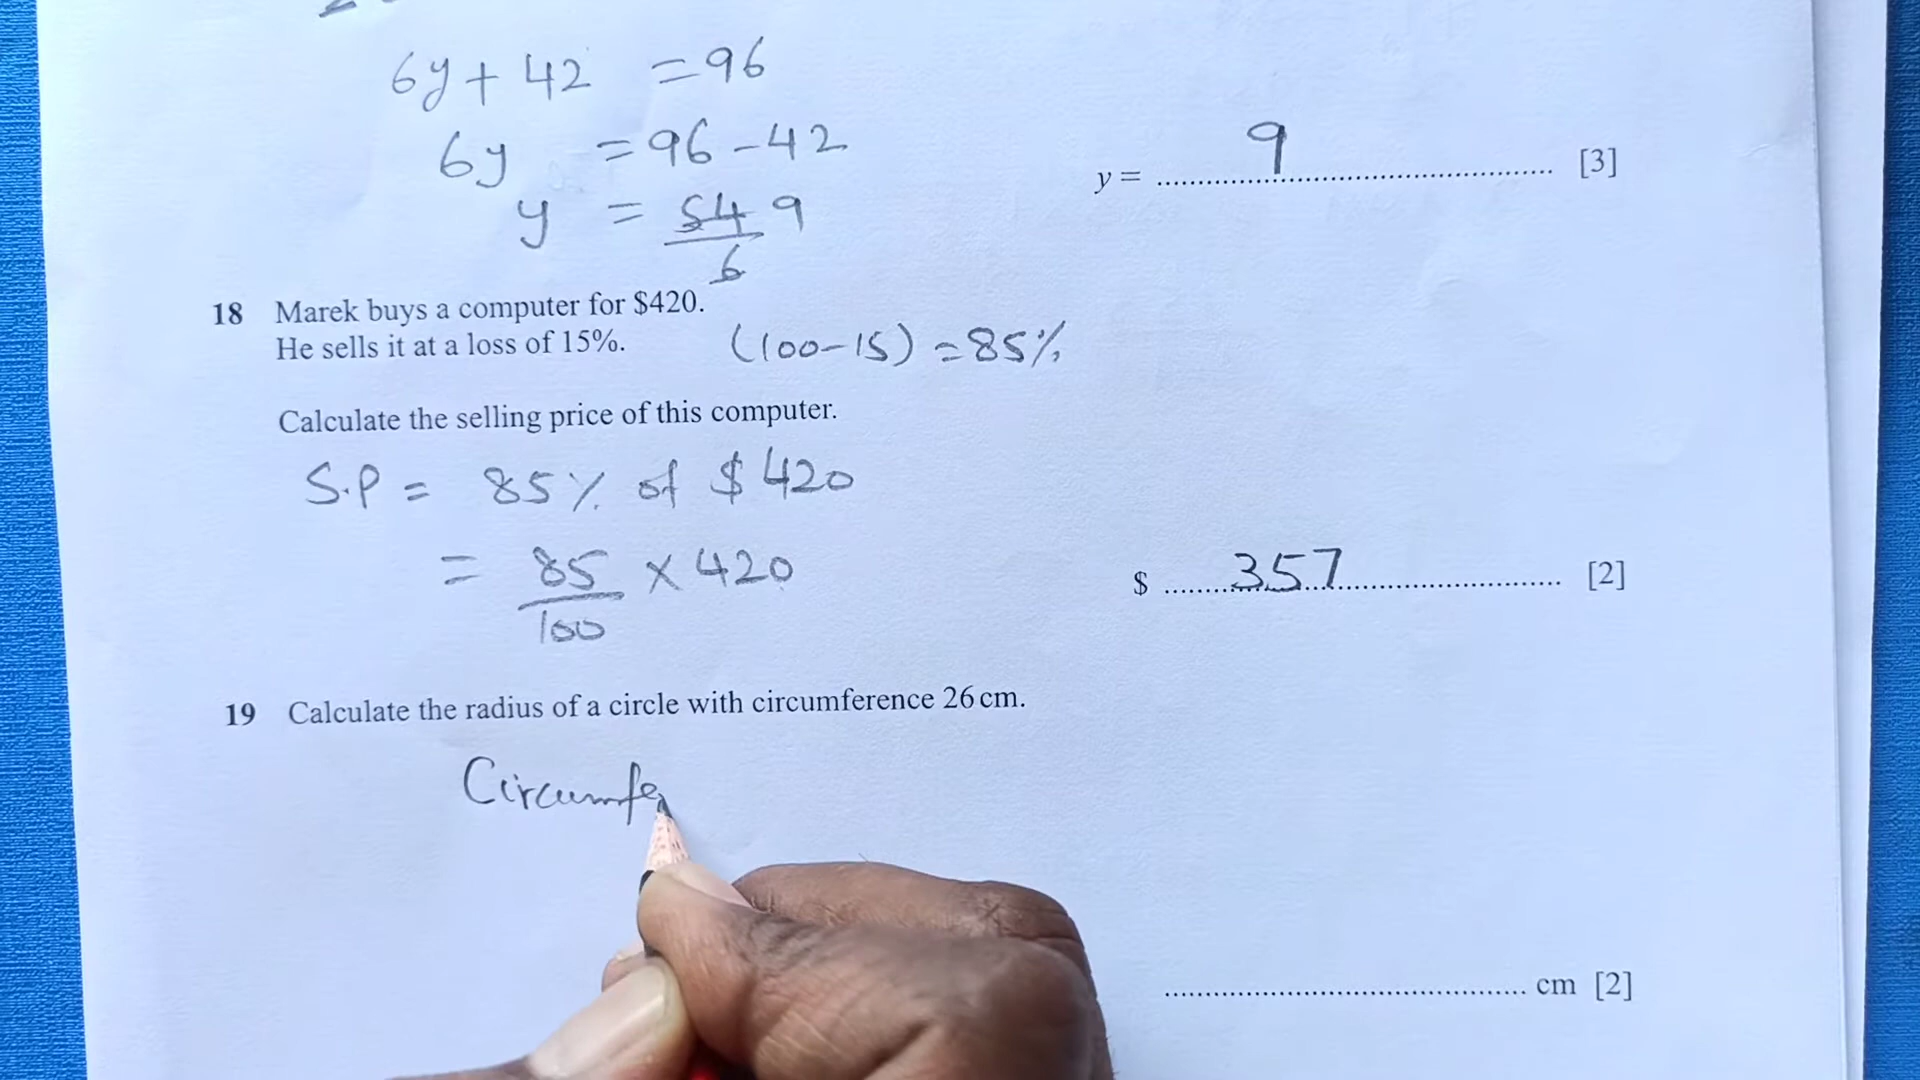 6y + 42 = 96
6y = 96 - 42
y = 54 9
6
y = 9 [3]
18 Marek buys a computer for $420.
He sells it at a loss of 15%. (100-15) = 85%
Calculate the selling price of this computer.
S.P = 85% of $420
= 85 × 420
100
$ 357 [2]
19 Calculate the radius of a circle with circumference 26 cm.
Circumfe
cm [2]